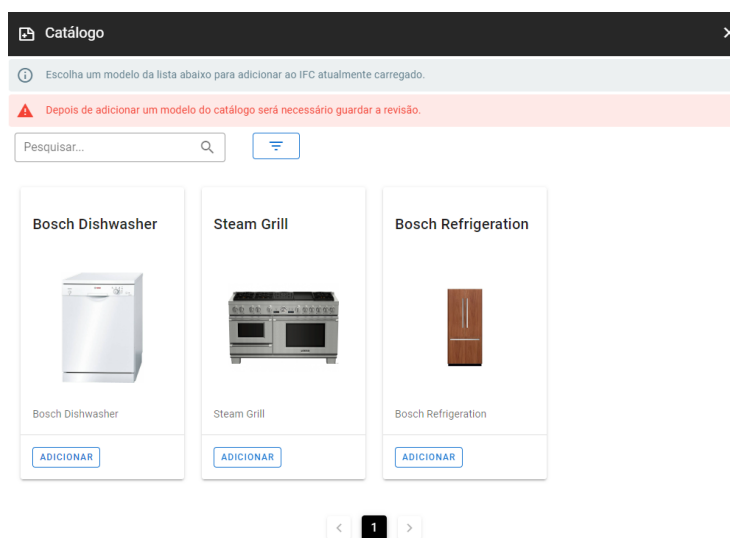 Catálogo
Escolha um modelo da lista abaixo para adicionar ao IFC atualmente carregado.
Depois de adicionar um modelo do catálogo será necessário guardar a revisão.
Pesquisar...
Bosch Dishwasher
Steam Grill
Bosch Refrigeration
Bosch Dishwasher
Steam Grill
Bosch Refrigeration
ADICIONAR
ADICIONAR
ADICIONAR
1